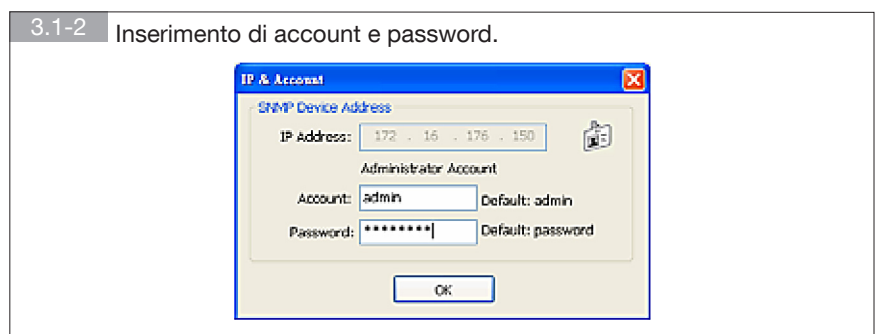 3.1-2 Inserimento di account e password.
IP & Account
SNMP Device Address
IP Address: 172 . 16 . 176 . 150
Administrator Account
Account: admin Default: admin
Password: ******** Default: password
OK